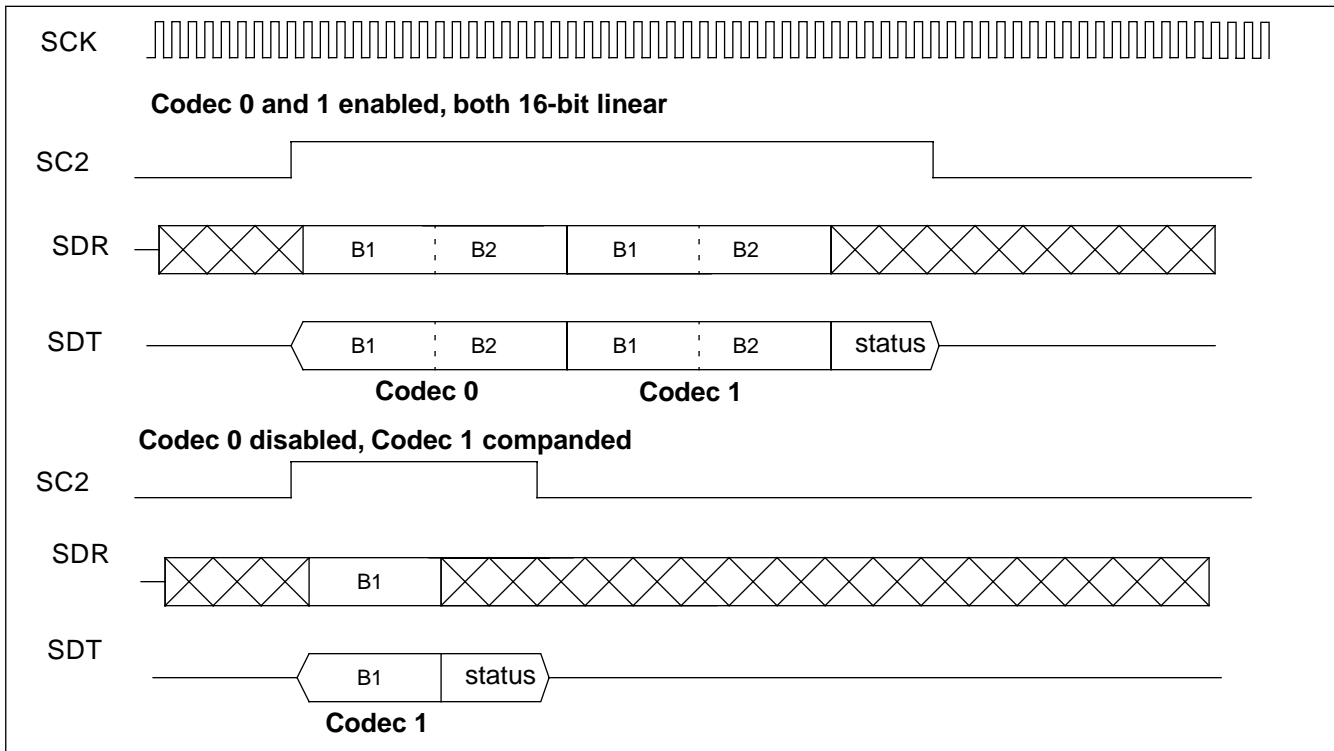 SCK
Codec 0 and 1 enabled, both 16-bit linear
SC2
SDR B1 B2 B1 B2
SDT B1 B2 B1 B2 status
Codec 0 Codec 1
Codec 0 disabled, Codec 1 companded
SC2
SDR B1
SDT B1 status
Codec 1